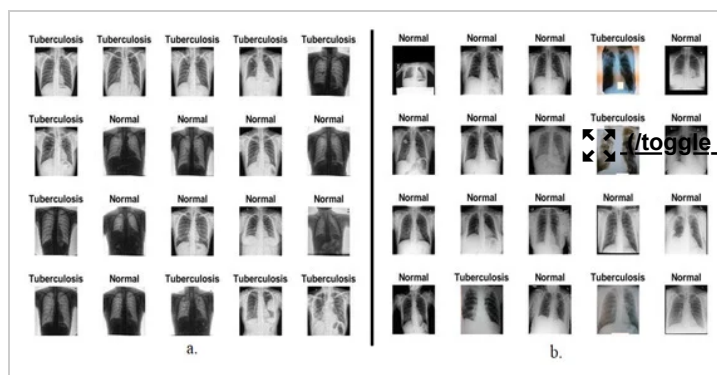 Tuberculosis Tuberculosis Tuberculosis Tuberculosis Tuberculosis
Tuberculosis Normal Normal Normal Normal
Tuberculosis Normal Normal Normal Normal
Tuberculosis Normal Tuberculosis Tuberculosis Tuberculosis
a.
Normal Normal Normal Tuberculosis Normal
Normal Normal Normal Tuberculosis Normal
(/toggle
Normal Normal Normal Normal Normal
Normal Tuberculosis Normal Tuberculosis Normal
b.